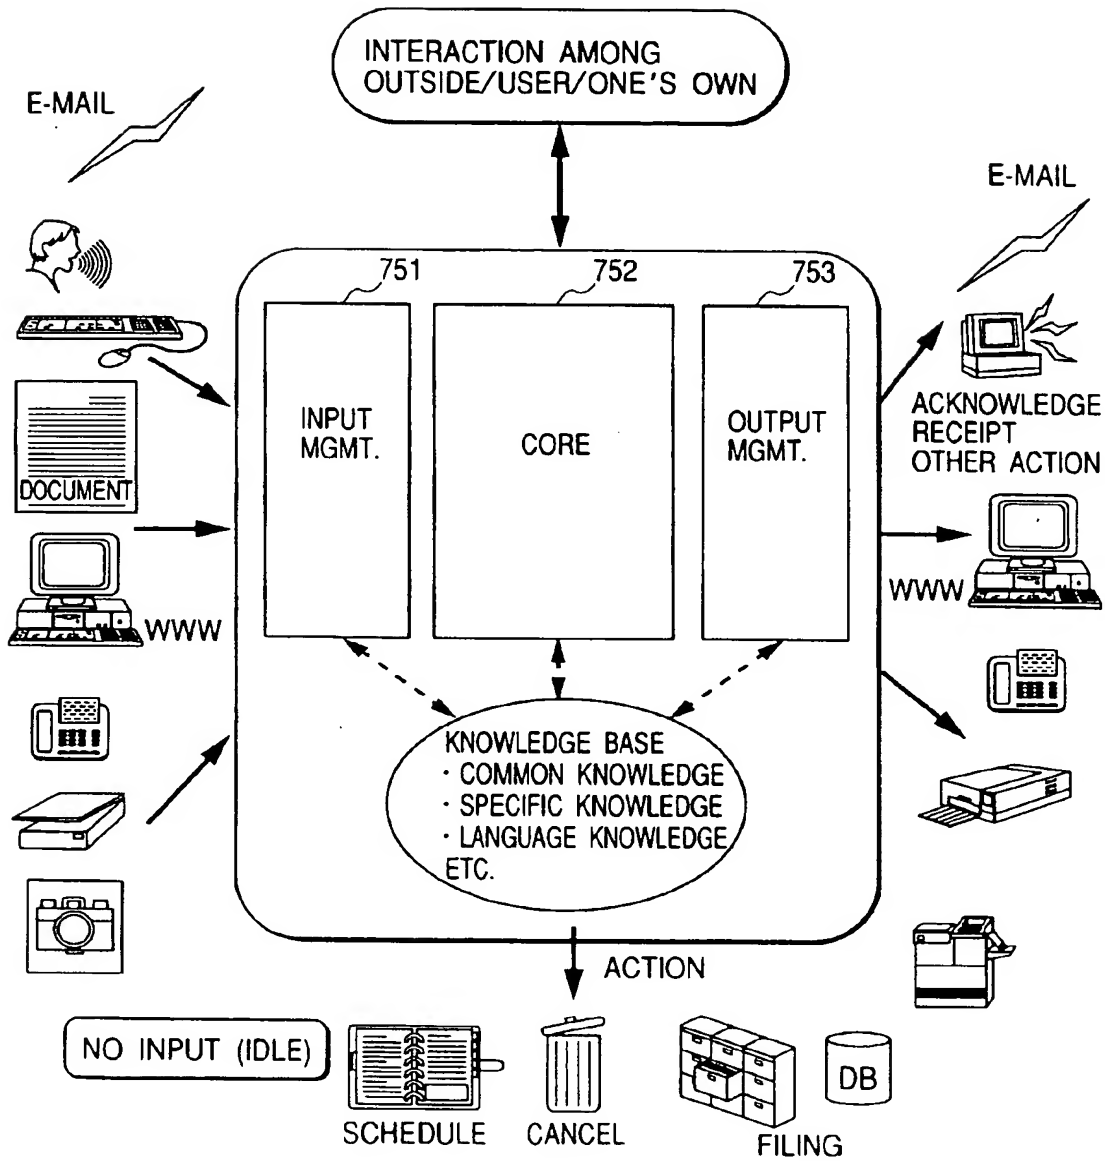 INTERACTION AMONG
OUTSIDE/USER/ONE'S OWN
E-MAIL
E-MAIL
751
752
753
INPUT
MGMT.
CORE
OUTPUT
MGMT.
DOCUMENT
WWW
ACKNOWLEDGE
RECEIPT
OTHER ACTION
WWW
KNOWLEDGE BASE
· COMMON KNOWLEDGE
· SPECIFIC KNOWLEDGE
· LANGUAGE KNOWLEDGE
ETC.
ACTION
NO INPUT (IDLE)
SCHEDULE
CANCEL
FILING
DB